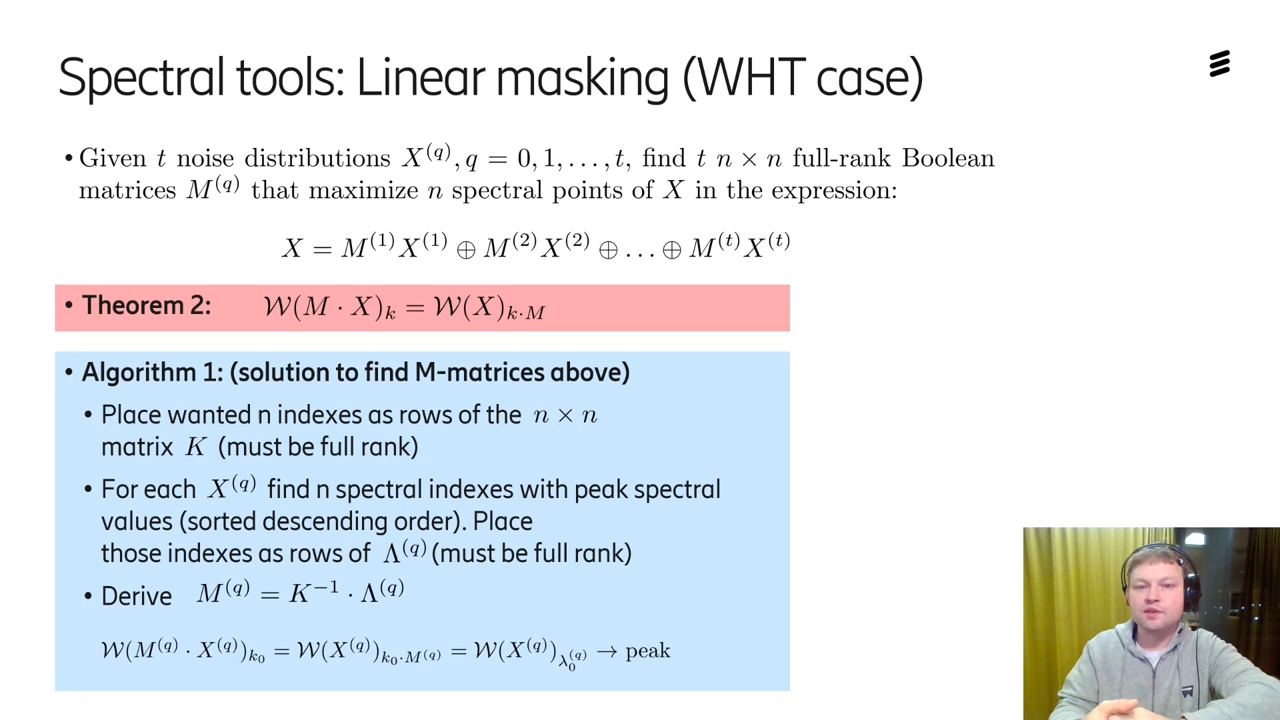 Spectral tools: Linear masking (WHT case)
• Given t noise distributions X^(q), q = 0, 1, . . . , t, find t n × n full-rank Boolean
matrices M^(q) that maximize n spectral points of X in the expression:
X = M^(1)X^(1) ⊕ M^(2)X^(2) ⊕ . . . ⊕ M^(t)X^(t)
• Theorem 2: 𝒲(M · X)_k = 𝒲(X)_{k·M}
• Algorithm 1: (solution to find M-matrices above)
• Place wanted n indexes as rows of the n × n
matrix K (must be full rank)
• For each X^(q) find n spectral indexes with peak spectral
values (sorted descending order). Place
those indexes as rows of Λ^(q) (must be full rank)
• Derive M^(q) = K^{-1} · Λ^(q)
𝒲(M^(q) · X^(q))_{k_0} = 𝒲(X^(q))_{k_0·M^(q)} = 𝒲(X^(q))_{λ_0^(q)} → peak